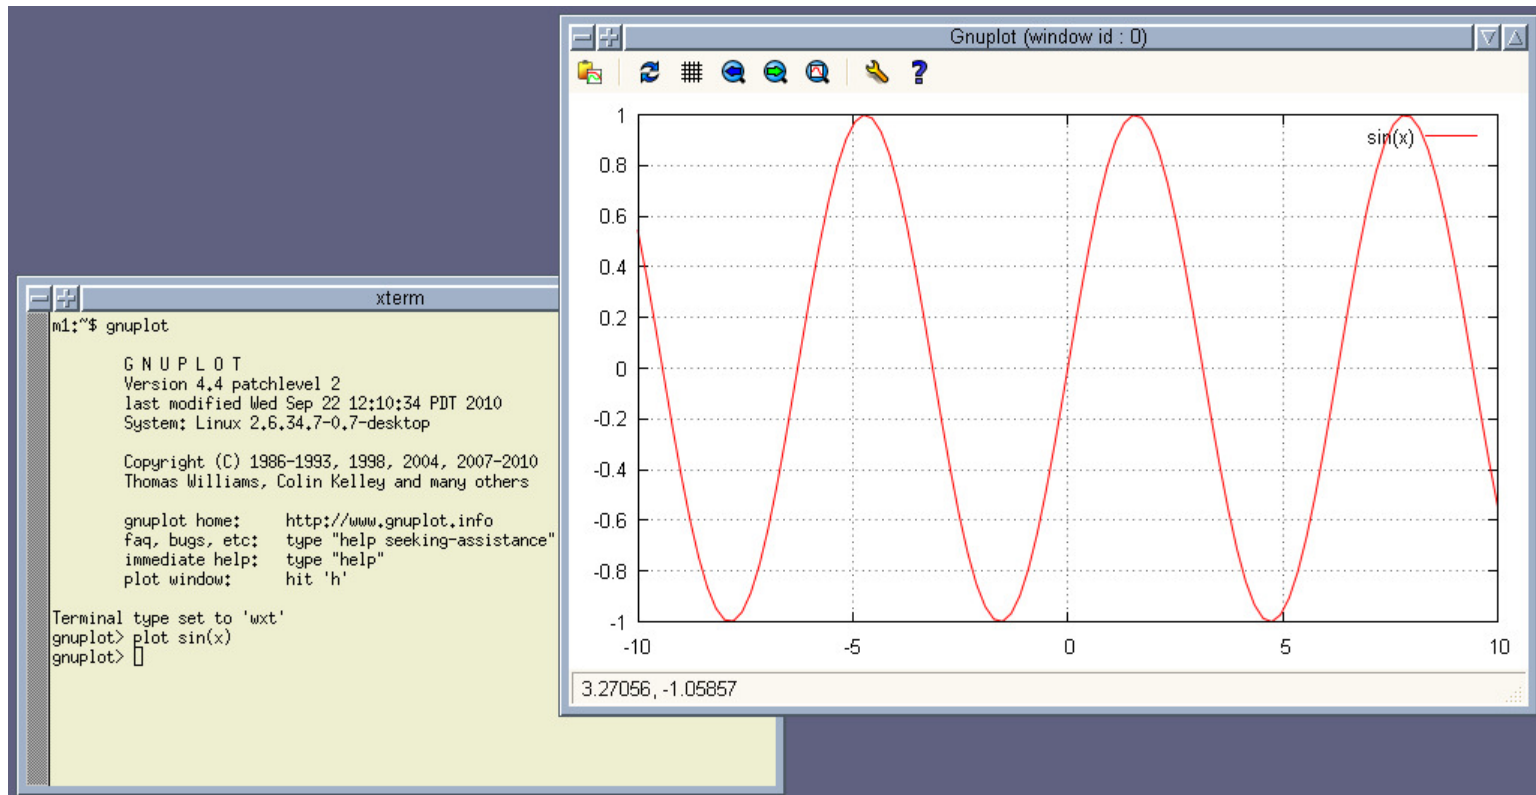 xterm
m1:~$ gnuplot
G N U P L O T
Version 4.4 patchlevel 2
last modified Wed Sep 22 12:10:34 PDT 2010
System: Linux 2.6.34.7-0.7-desktop
Copyright (C) 1986-1993, 1998, 2004, 2007-2010
Thomas Williams, Colin Kelley and many others
gnuplot home: http://www.gnuplot.info
faq, bugs, etc: type "help seeking-assistance"
immediate help: type "help"
plot window: hit 'h'
Terminal type set to 'wxt'
gnuplot> plot sin(x)
gnuplot>
Gnuplot (window id : 0)
sin(x)
1
0.8
0.6
0.4
0.2
0
-0.2
-0.4
-0.6
-0.8
-1
-10 -5 0 5 10
3.27056, -1.05857